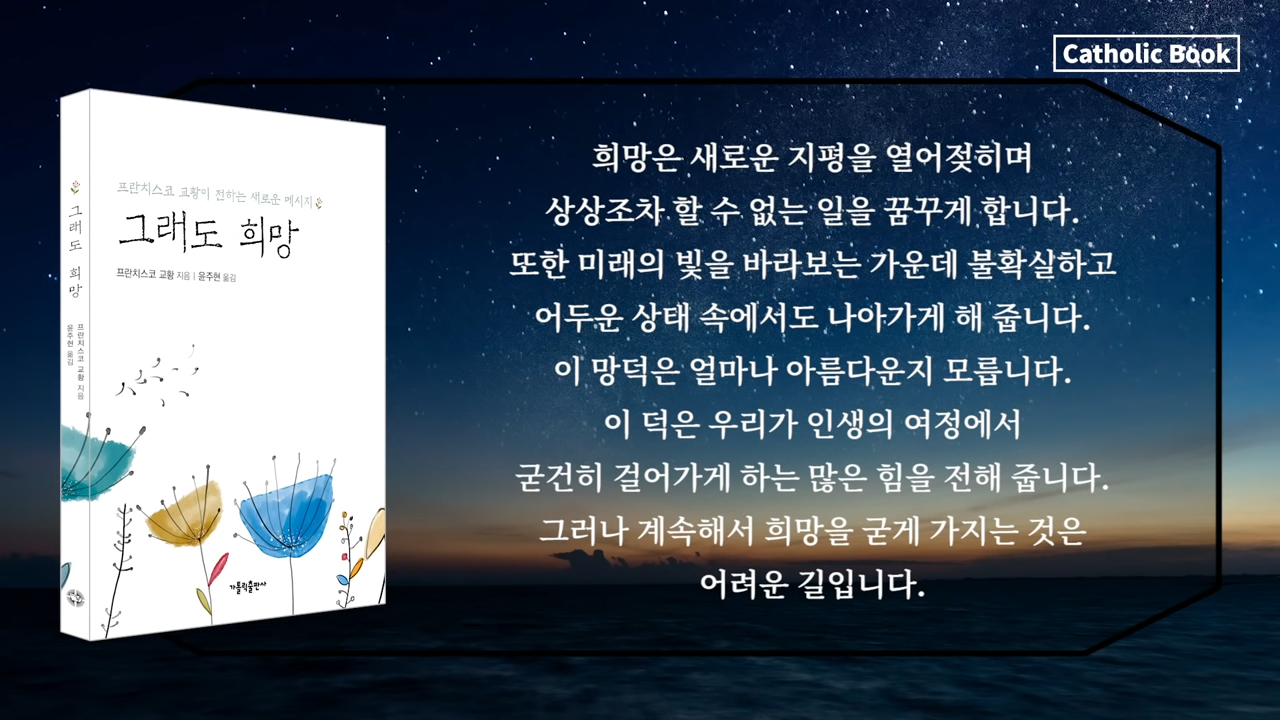 Catholic Book
프란치스코 교황이 전하는 새로운 메시지
그래도 희망
프란치스코 교황 지음 | 윤주현 옮김
가톨릭출판사
그래도 희망
프란치스코 교황 지음
윤주현 옮김
희망은 새로운 지평을 열어젖히며
상상조차 할 수 없는 일을 꿈꾸게 합니다.
또한 미래의 빛을 바라보는 가운데 불확실하고
어두운 상태 속에서도 나아가게 해 줍니다.
이 망덕은 얼마나 아름다운지 모릅니다.
이 덕은 우리가 인생의 여정에서
굳건히 걸어가게 하는 많은 힘을 전해 줍니다.
그러나 계속해서 희망을 굳게 가지는 것은
어려운 길입니다.